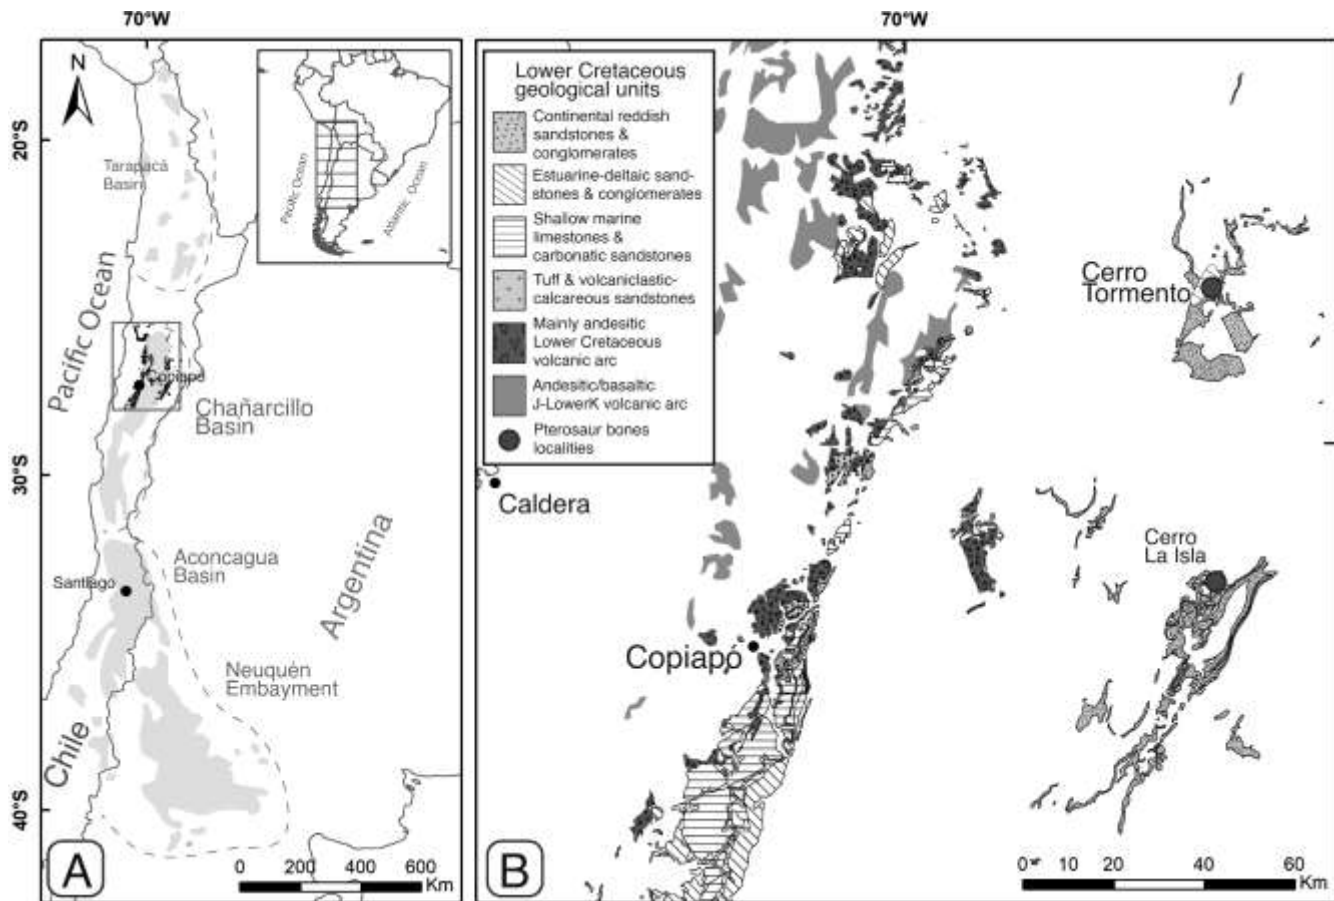 70°W
70°W
N
20°S
30°S
40°S
Tarapacá
Basin
Pacific Ocean
Atlantic Ocean
Pacific Ocean
Copiapó
Chañarcillo
Basin
Santiago
Aconcagua
Basin
Argentina
Neuquén
Embayment
Chile
A
0 200 400 600
Km
Lower Cretaceous
geological units
Continental reddish
sandstones &
conglomerates
Estuarine-deltaic sand-
stones & conglomerates
Shallow marine
limestones &
carbonatic sandstones
Tuff & volcaniclastic-
calcareous sandstones
Mainly andesitic
Lower Cretaceous
volcanic arc
Andesitic/basaltic
J-LowerK volcanic arc
Pterosaur bones
localities
Caldera
Cerro
Tormento
Cerro
La Isla
Copiapó
B
0 10 20 40 60
Km